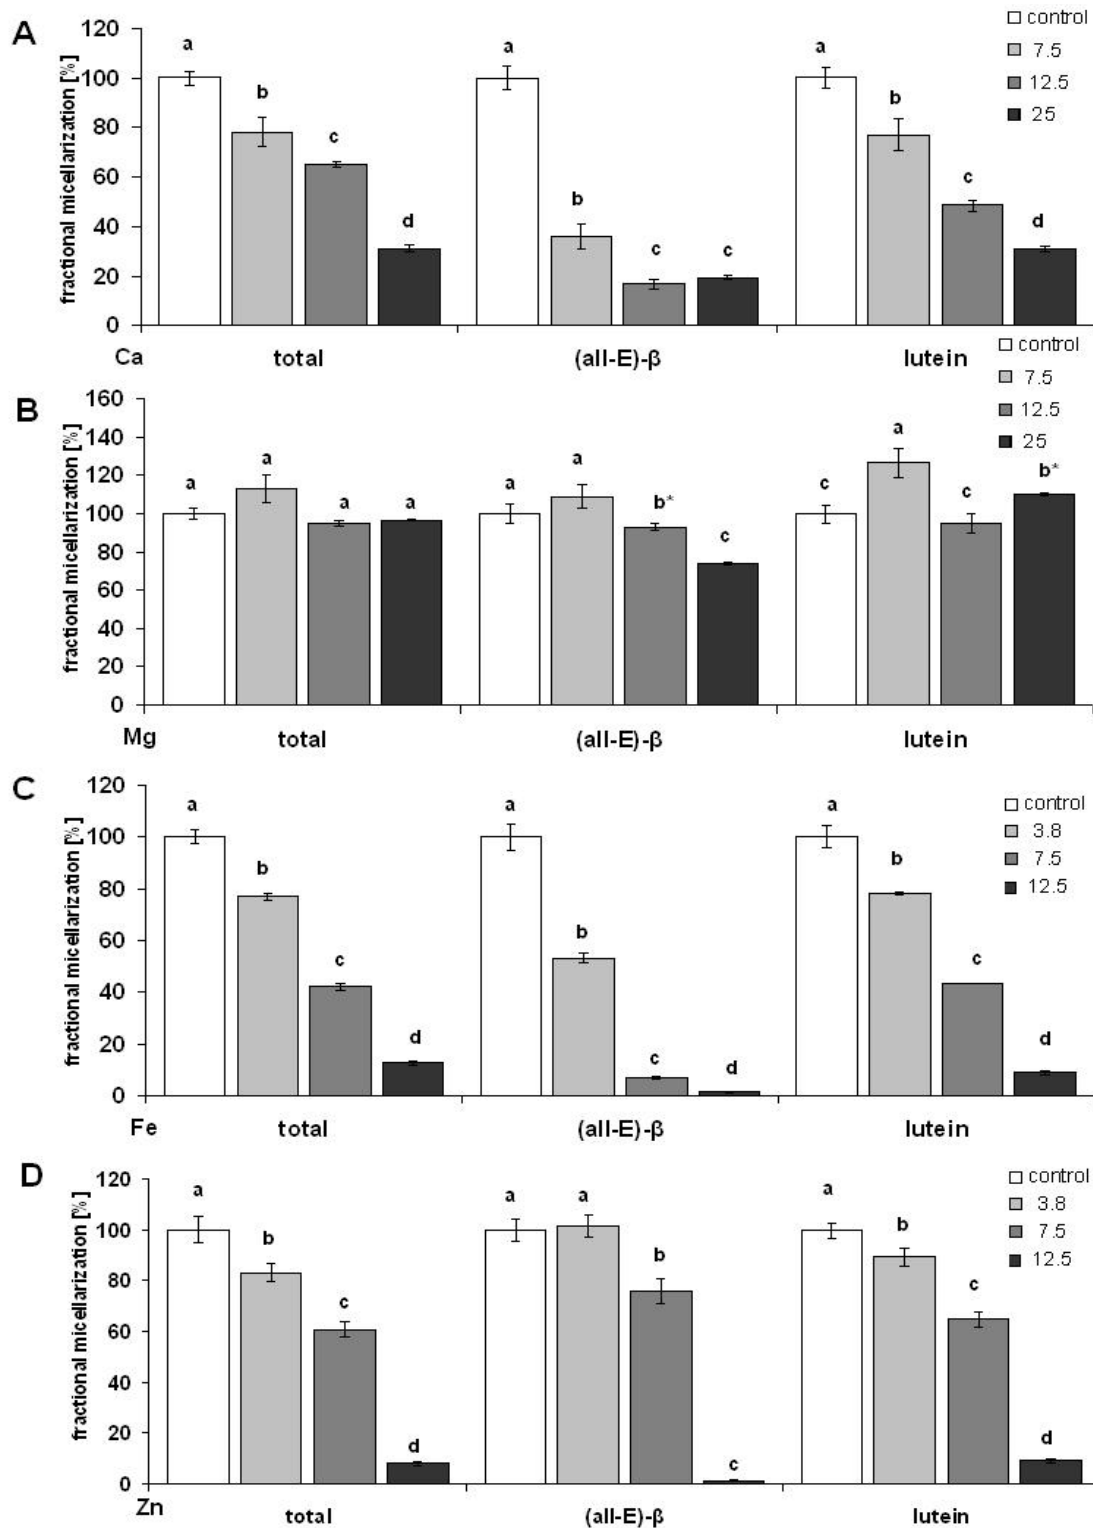 A
fractional micellarization [%]
120
100
80
60
40
20
0
a
b
c
d
a
b
c
c
a
b
c
d
control
7.5
12.5
25
Ca
total
(all-E)-β
lutein
B
fractional micellarization [%]
160
140
120
100
80
60
40
20
0
a
a
a
a
a
a
b*
c
c
a
c
b*
control
7.5
12.5
25
Mg
total
(all-E)-β
lutein
C
fractional micellarization [%]
120
100
80
60
40
20
0
a
b
c
d
a
b
c
d
a
b
c
d
control
3.8
7.5
12.5
Fe
total
(all-E)-β
lutein
D
fractional micellarization [%]
120
100
80
60
40
20
0
a
b
c
d
a
a
b
c
a
b
c
d
control
3.8
7.5
12.5
Zn
total
(all-E)-β
lutein